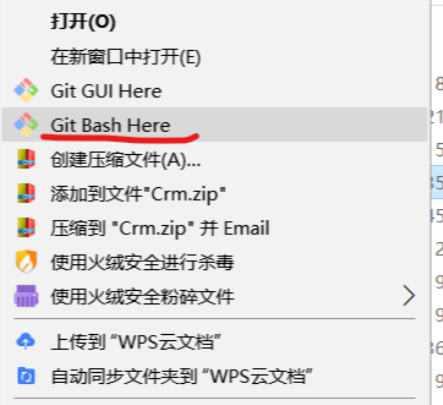 打开(O)
在新窗口中打开(E)
Git GUI Here
Git Bash Here
创建压缩文件(A)...
添加到文件"Crm.zip"
压缩到 "Crm.zip" 并 Email
使用火绒安全进行杀毒
使用火绒安全粉碎文件
上传到 “WPS云文档”
自动同步文件夹到 “WPS云文档”